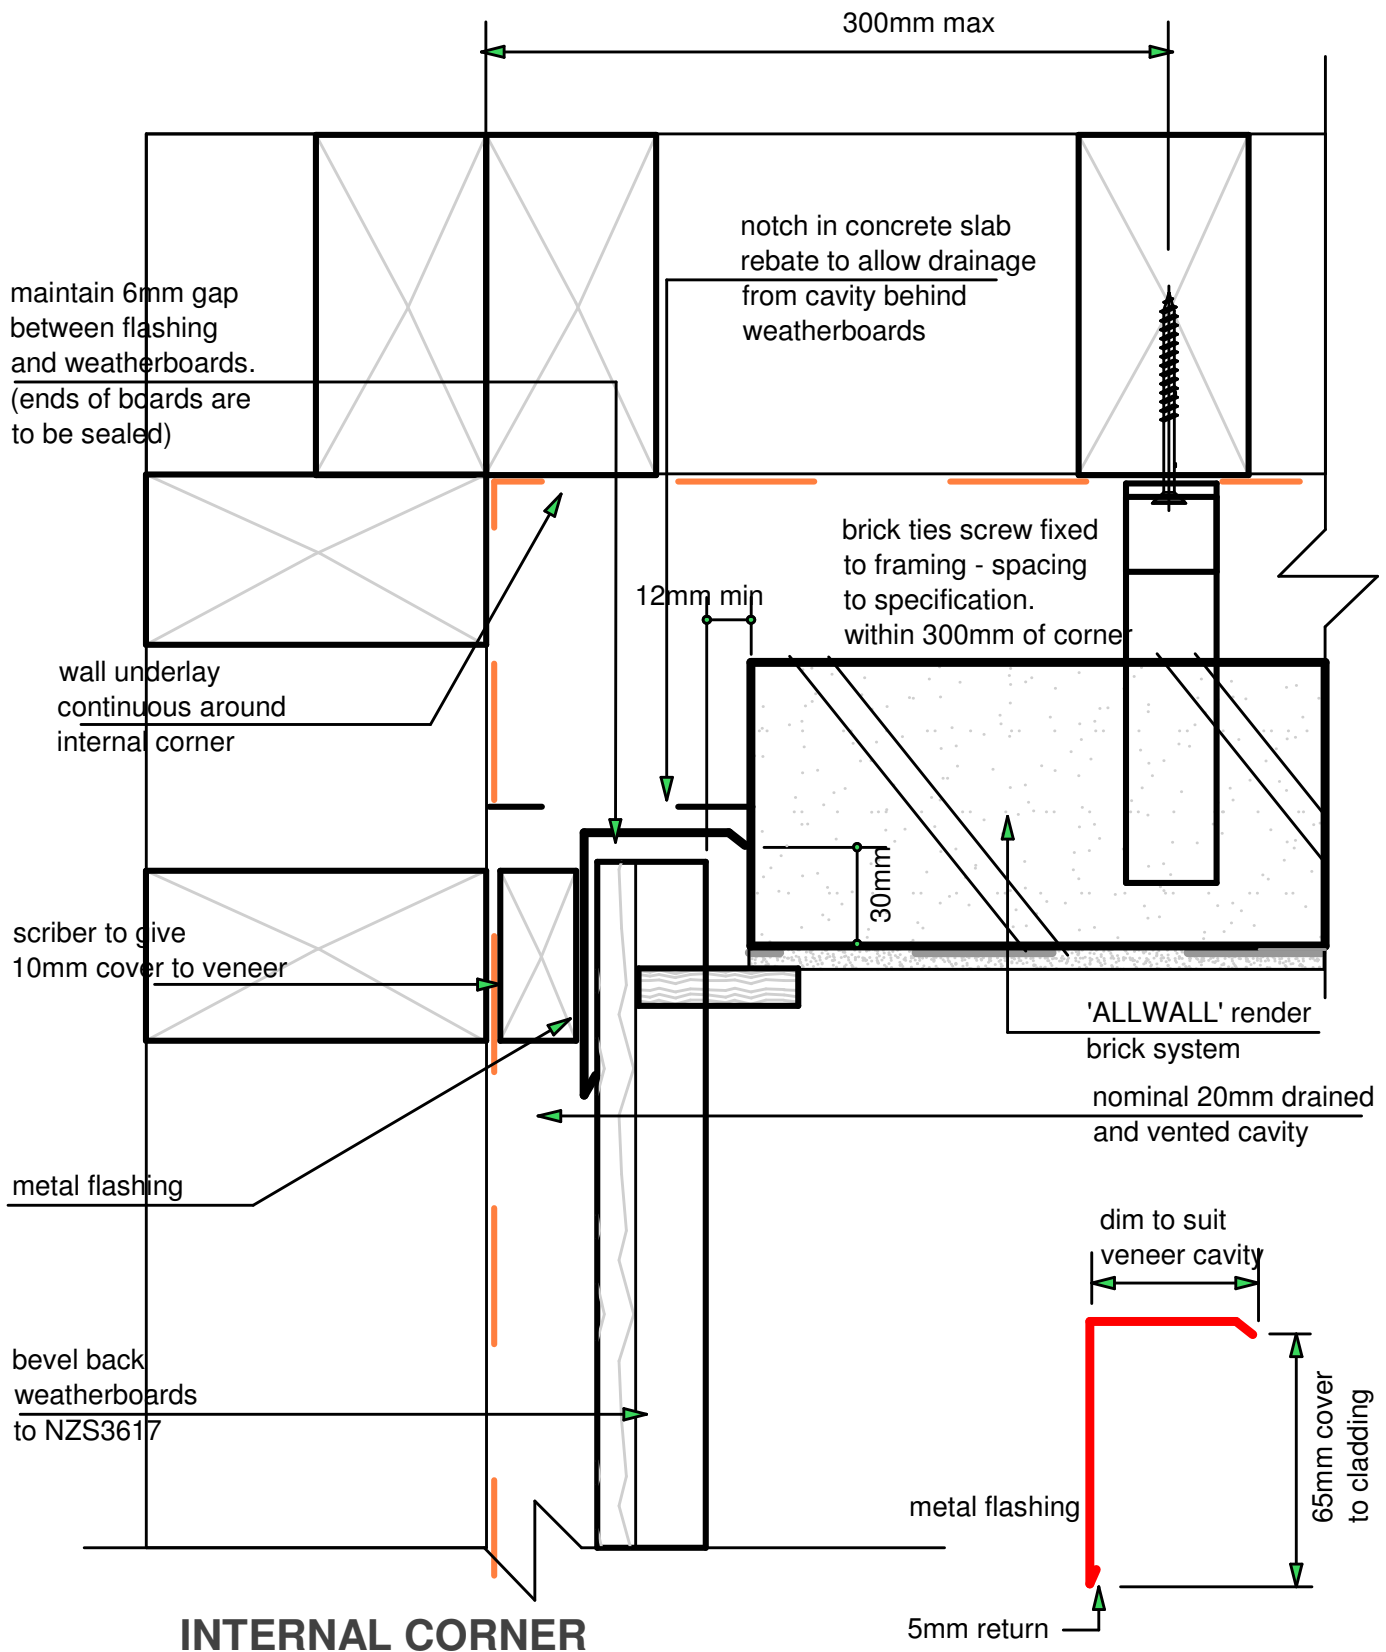 300mm max
notch in concrete slab
rebate to allow drainage
from cavity behind
weatherboards
maintain 6mm gap
between flashing
and weatherboards.
(ends of boards are
to be sealed)
brick ties screw fixed
to framing - spacing
to specification.
within 300mm of corner
12mm min
wall underlay
continuous around
internal corner
30mm
scriber to give
10mm cover to veneer
'ALLWALL' render
brick system
nominal 20mm drained
and vented cavity
metal flashing
dim to suit
veneer cavity
bevel back
weatherboards
to NZS3617
65mm cover
to cladding
metal flashing
5mm return
INTERNAL CORNER